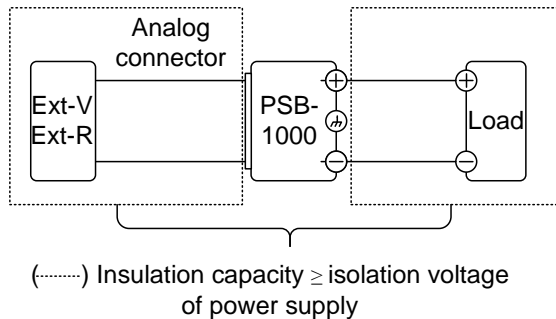 Analog
connector
Ext-V
Ext-R
PSB-
1000
+
+
Load
−
−
(.........) Insulation capacity ≥ isolation voltage
of power supply